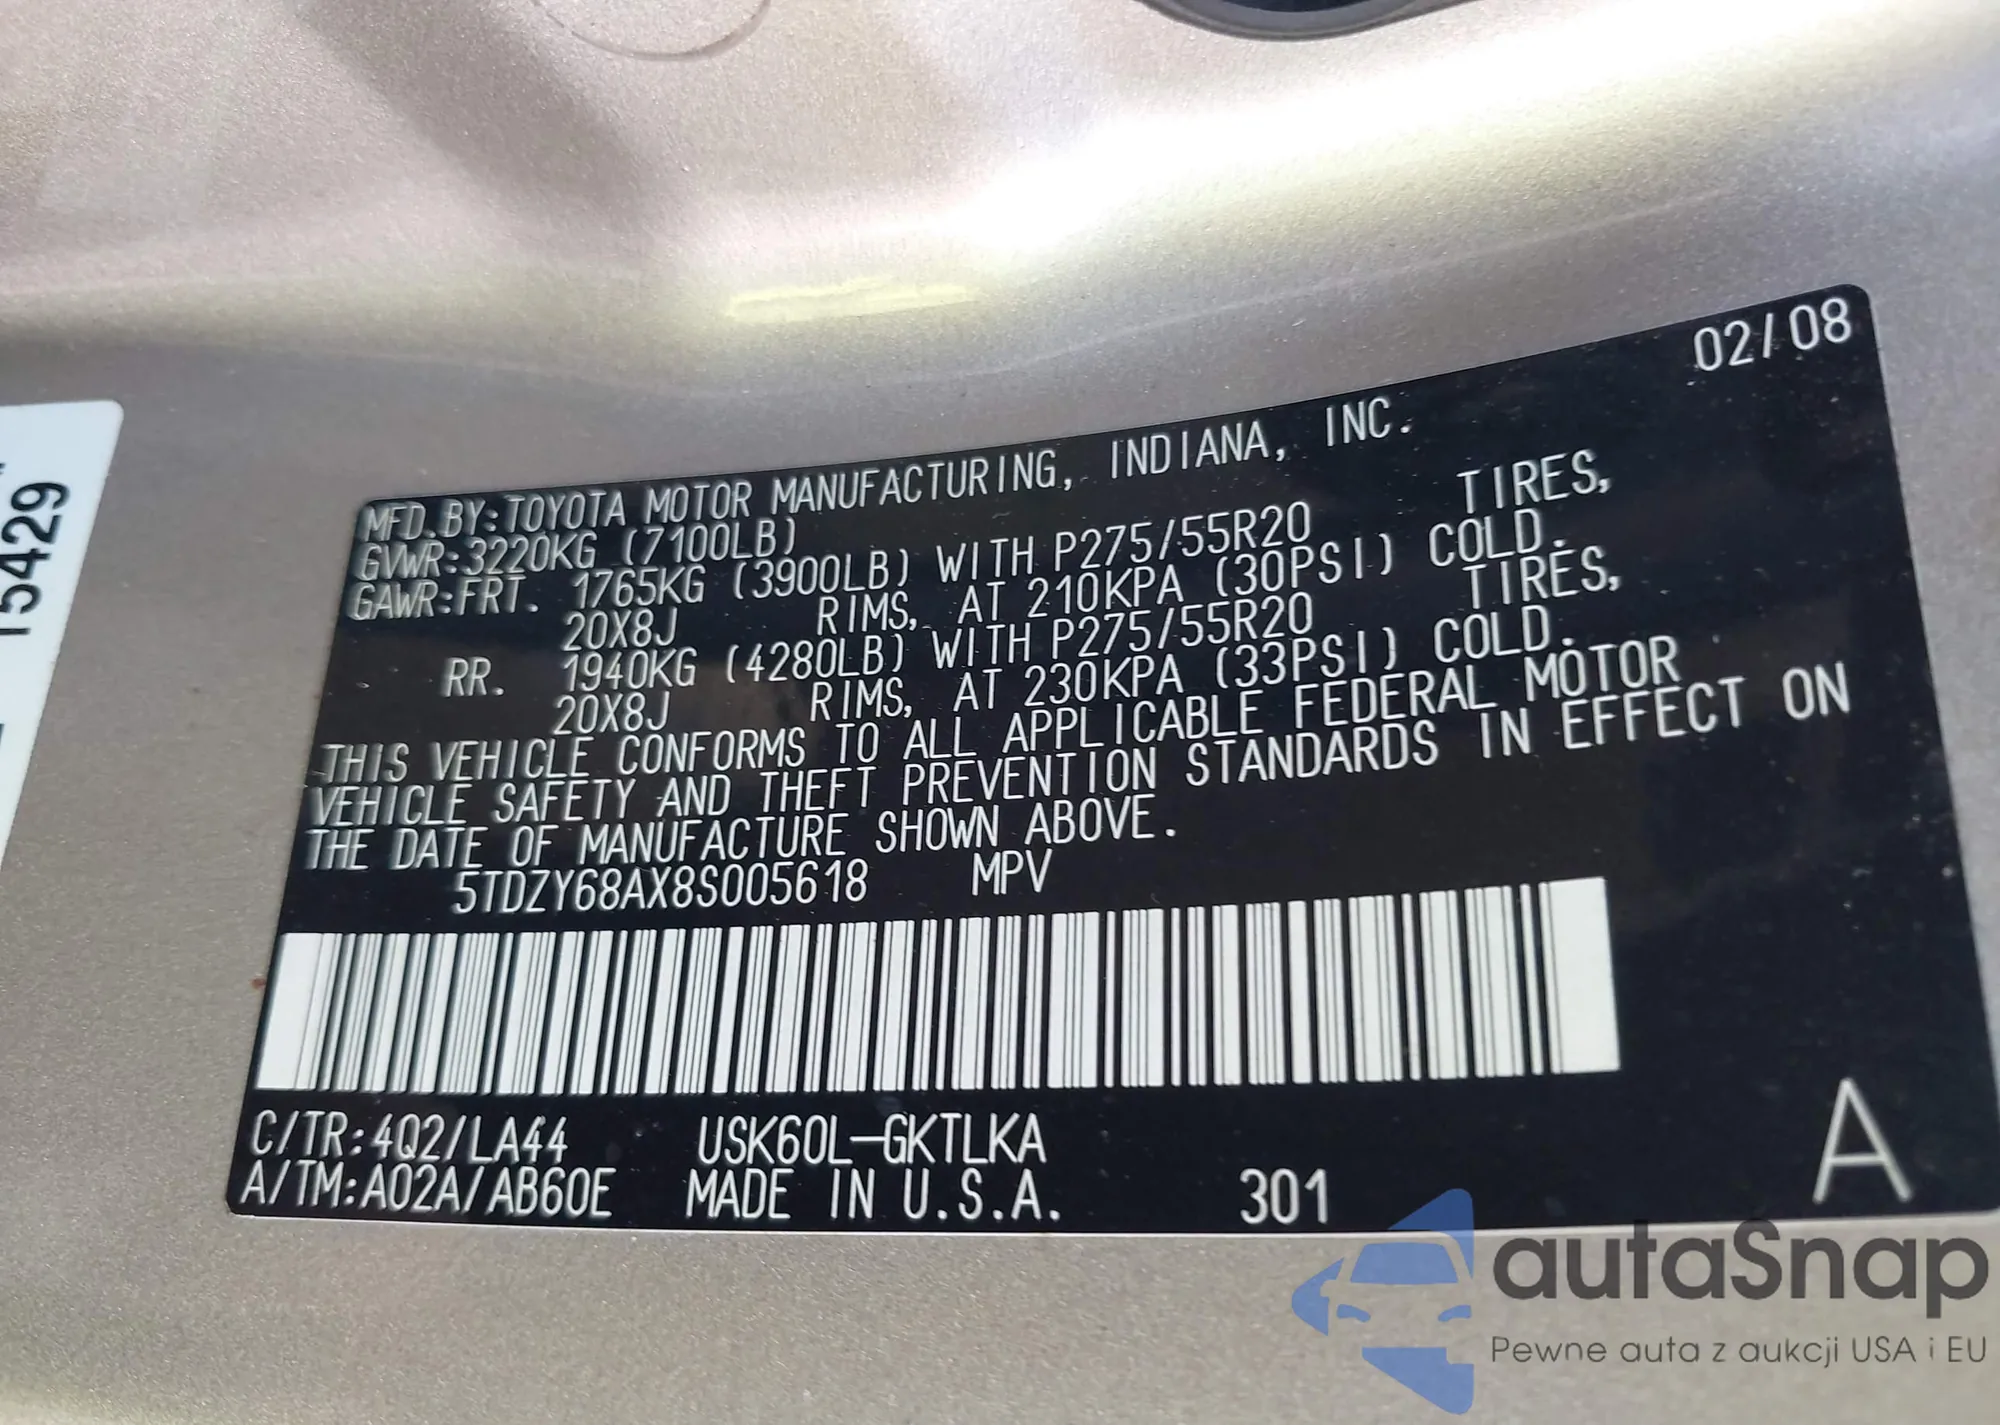 15429
02/08
MFD.BY:TOYOTA MOTOR MANUFACTURING, INDIANA, INC.
GVWR:3220KG (7100LB)
GAWR:FRT. 1765KG (3900LB) WITH P275/55R20 TIRES,
20X8J RIMS, AT 210KPA (30PSI) COLD.
RR. 1940KG (4280LB) WITH P275/55R20 TIRES,
20X8J RIMS, AT 230KPA (33PSI) COLD.
THIS VEHICLE CONFORMS TO ALL APPLICABLE FEDERAL MOTOR
VEHICLE SAFETY AND THEFT PREVENTION STANDARDS IN EFFECT ON
THE DATE OF MANUFACTURE SHOWN ABOVE.
5TDZY68AX8S005618 MPV
C/TR:4Q2/LA44 USK60L-GKTLKA
A/TM:A02A/AB60E MADE IN U.S.A. 301 A
autaSnap
Pewne auta z aukcji USA i EU